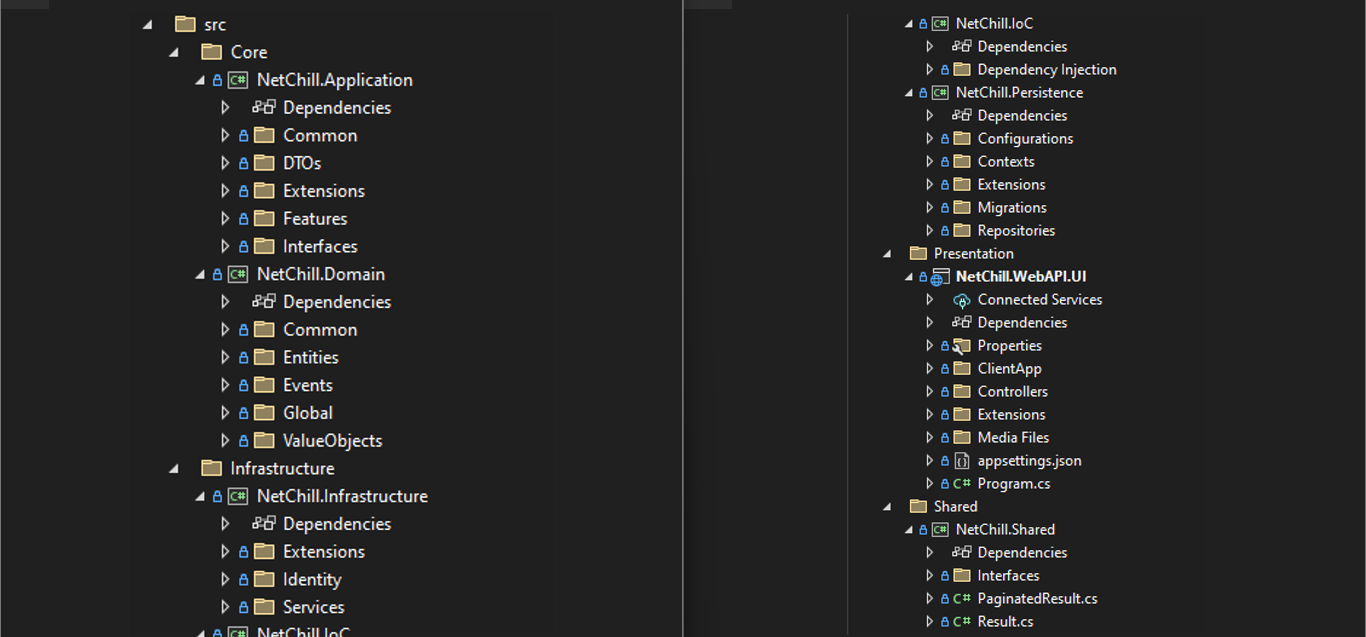 src
Core
NetChill.Application
Dependencies
Common
DTOs
Extensions
Features
Interfaces
NetChill.Domain
Dependencies
Common
Entities
Events
Global
ValueObjects
Infrastructure
NetChill.Infrastructure
Dependencies
Extensions
Identity
Services
NetChill.IoC
NetChill.IoC
Dependencies
Dependency Injection
NetChill.Persistence
Dependencies
Configurations
Contexts
Extensions
Migrations
Repositories
Presentation
NetChill.WebAPI.UI
Connected Services
Dependencies
Properties
ClientApp
Controllers
Extensions
Media Files
appsettings.json
C# Program.cs
Shared
NetChill.Shared
Dependencies
Interfaces
C# PaginatedResult.cs
C# Result.cs